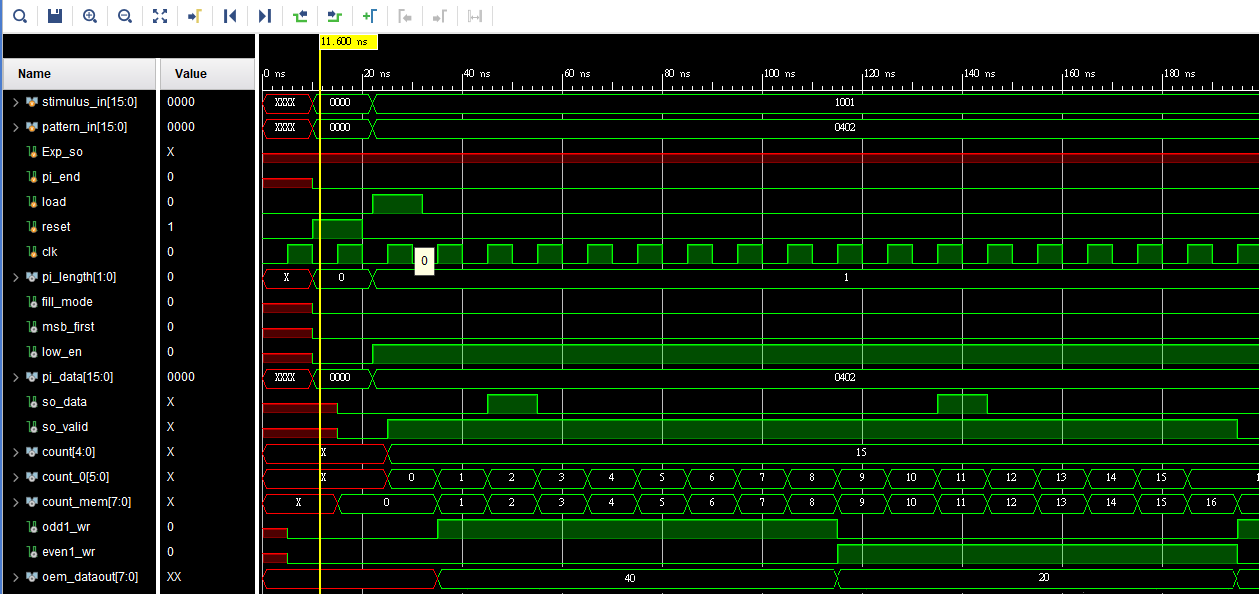 11.600 ns
Name Value
0 ns 20 ns 40 ns 60 ns 80 ns 100 ns 120 ns 140 ns 160 ns 180 ns
stimulus_in[15:0] 0000 XXXX 0000 1001
pattern_in[15:0] 0000 XXXX 0000 0402
Exp_so X
pi_end 0
load 0
reset 1
clk 0 0
pi_length[1:0] 0 X 0 1
fill_mode 0
msb_first 0
low_en 0
pi_data[15:0] 0000 XXXX 0000 0402
so_data X
so_valid X
count[4:0] X X 15
count_0[5:0] X X 0 1 2 3 4 5 6 7 8 9 10 11 12 13 14 15 1
count_mem[7:0] X X 0 1 2 3 4 5 6 7 8 9 10 11 12 13 14 15 16
odd1_wr 0
even1_wr 0
oem_dataout[7:0] XX 40 20